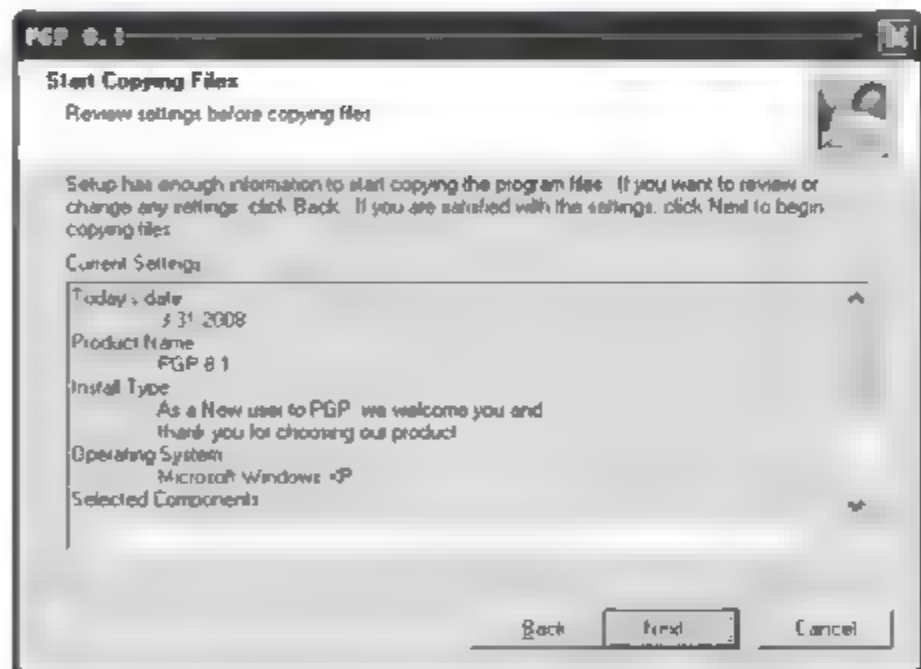 PGP 8.1
Start Copying Files
Review settings before copying files
Setup has enough information to start copying the program files. If you want to review or
change any settings, click Back. If you are satisfied with the settings, click Next to begin
copying files.
Current Settings:
Today's date
3-31-2008
Product Name
PGP 8.1
Install Type
As a New user to PGP, we welcome you and
thank you for choosing our product
Operating System
Microsoft Windows XP
Selected Components
Back
Next
Cancel